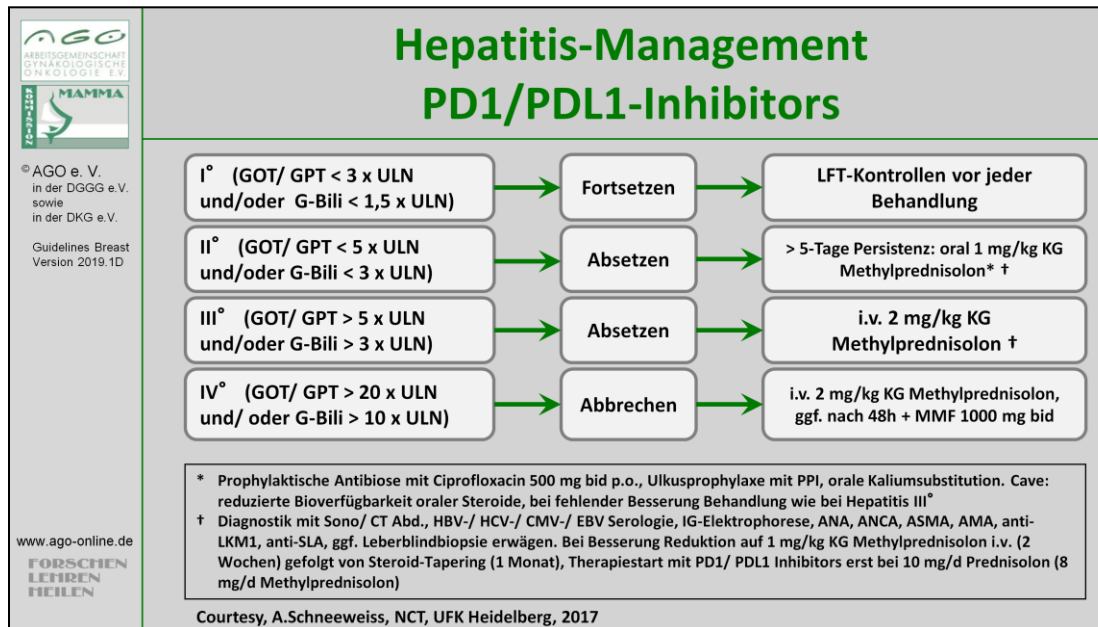 AGO
ARBEITSGEMEINSCHAFT
GYNÄKOLOGISCHE
ONKOLOGIE E.V.
KOMMISSION
MAMMA
© AGO e. V.
in der DGGG e.V.
sowie
in der DKG e.V.
Guidelines Breast
Version 2019.1D
www.ago-online.de
FORSCHEN
LEHREN
HEILEN
Hepatitis-Management
PD1/PDL1-Inhibitors
I° (GOT/ GPT < 3 x ULN
und/oder G-Bili < 1,5 x ULN)
Fortsetzen
LFT-Kontrollen vor jeder
Behandlung
II° (GOT/ GPT < 5 x ULN
und/oder G-Bili < 3 x ULN)
Absetzen
> 5-Tage Persistenz: oral 1 mg/kg KG
Methylprednisolon* †
III° (GOT/ GPT > 5 x ULN
und/oder G-Bili > 3 x ULN)
Absetzen
i.v. 2 mg/kg KG
Methylprednisolon †
IV° (GOT/ GPT > 20 x ULN
und/ oder G-Bili > 10 x ULN)
Abbrechen
i.v. 2 mg/kg KG Methylprednisolon,
ggf. nach 48h + MMF 1000 mg bid
* Prophylaktische Antibiose mit Ciprofloxacin 500 mg bid p.o., Ulkusprophylaxe mit PPI, orale Kaliumsubstitution. Cave:
reduzierte Bioverfügbarkeit oraler Steroide, bei fehlender Besserung Behandlung wie bei Hepatitis III°
† Diagnostik mit Sono/ CT Abd., HBV-/ HCV-/ CMV-/ EBV Serologie, IG-Elektrophorese, ANA, ANCA, ASMA, AMA, anti-
LKM1, anti-SLA, ggf. Leberblindbiopsie erwägen. Bei Besserung Reduktion auf 1 mg/kg KG Methylprednisolon i.v. (2
Wochen) gefolgt von Steroid-Tapering (1 Monat), Therapiestart mit PD1/ PDL1 Inhibitors erst bei 10 mg/d Prednisolon (8
mg/d Methylprednisolon)
Courtesy, A.Schneeweiss, NCT, UFK Heidelberg, 2017